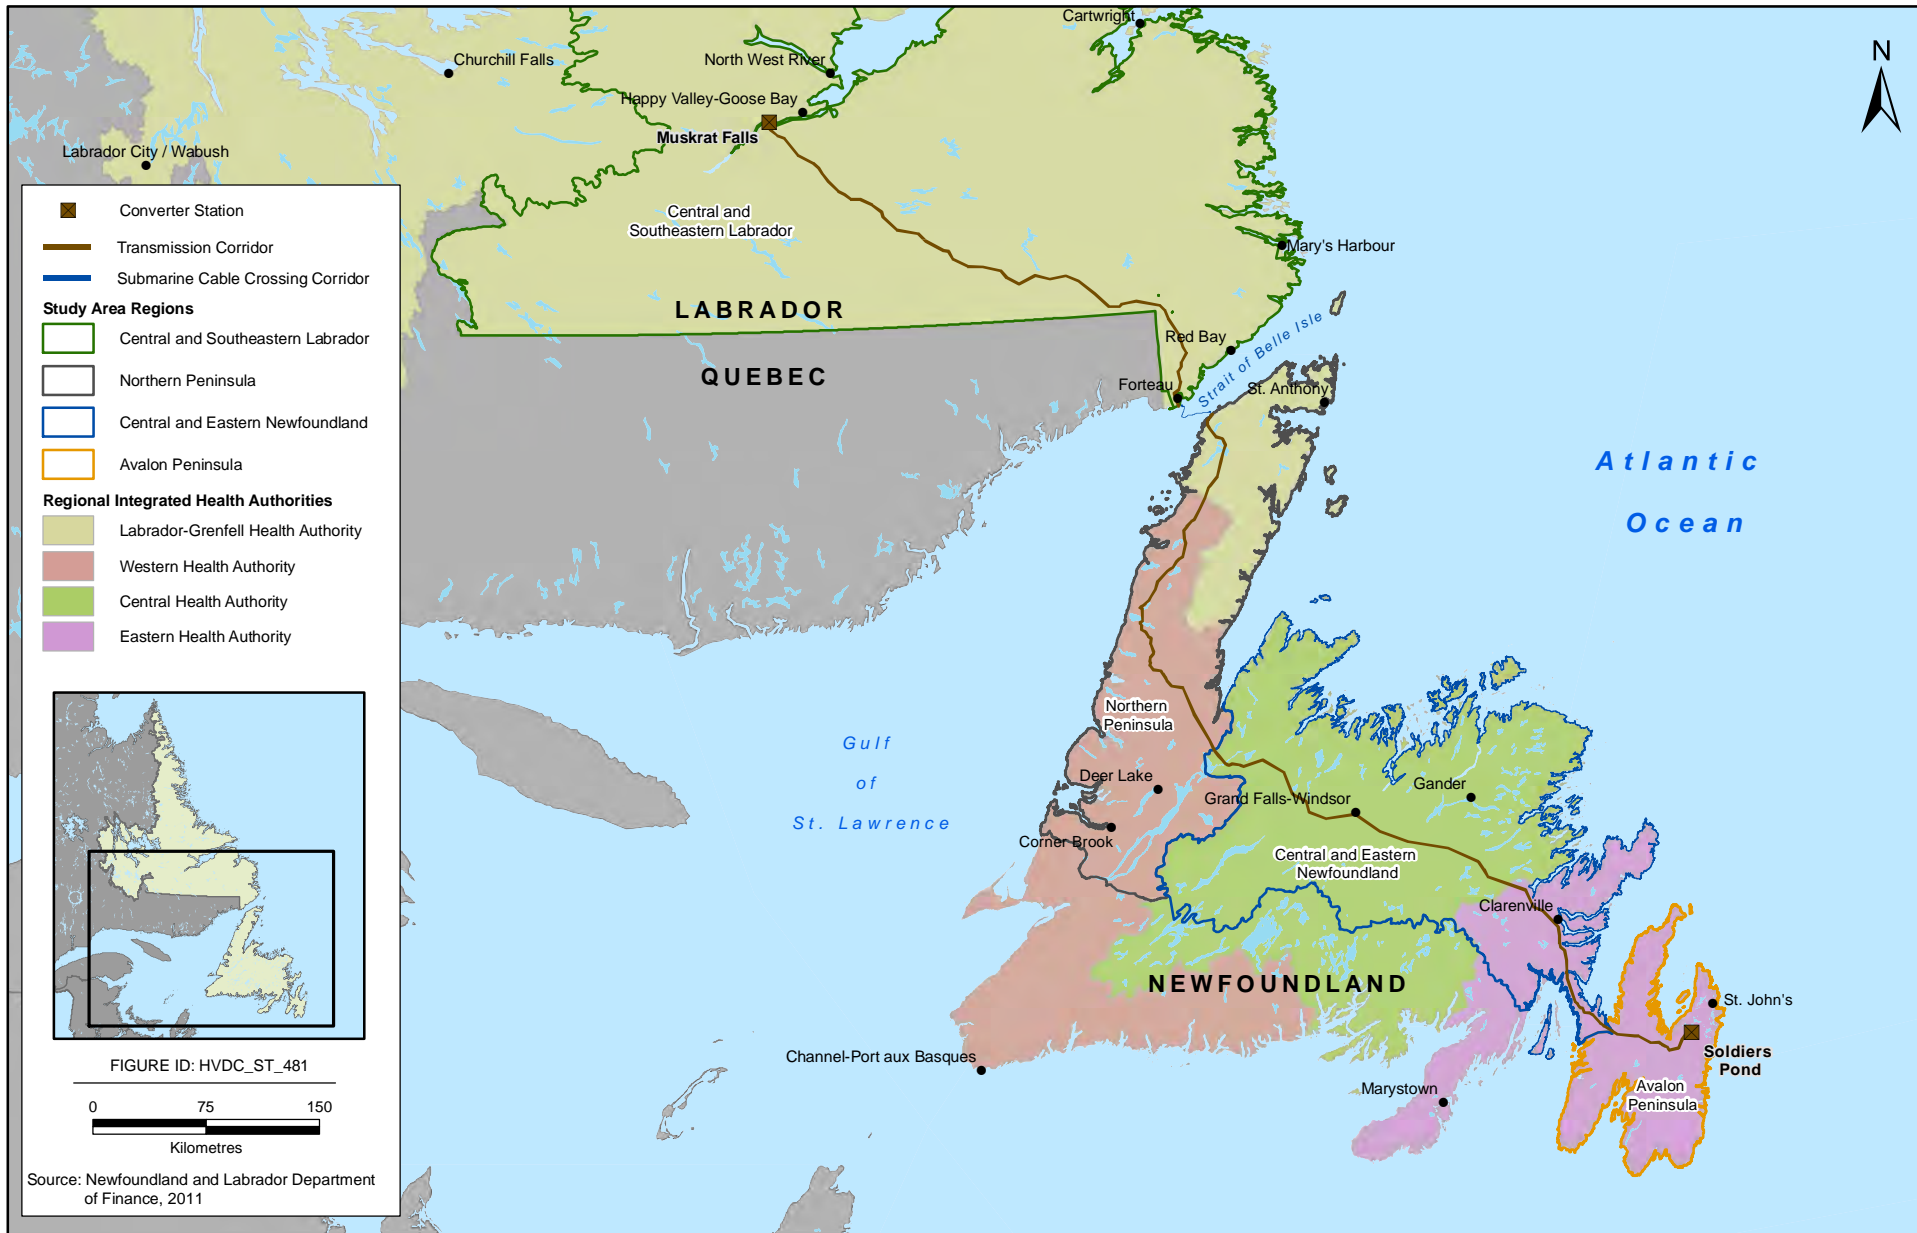 Cartwright
N
Churchill Falls
North West River
Happy Valley-Goose Bay
Muskrat Falls
Labrador City / Wabush
Central and
Southeastern Labrador
Mary's Harbour
LABRADOR
Red Bay
Strait of Belle Isle
QUEBEC
Forteau
St. Anthony
Atlantic
Ocean
Northern
Peninsula
Gulf
of
St. Lawrence
Deer Lake
Gander
Grand Falls-Windsor
Corner Brook
Central and Eastern
Newfoundland
Clarenville
NEWFOUNDLAND
St. John's
Channel-Port aux Basques
Soldiers
Pond
Marystown
Avalon
Peninsula
Converter Station
Transmission Corridor
Submarine Cable Crossing Corridor
Study Area Regions
Central and Southeastern Labrador
Northern Peninsula
Central and Eastern Newfoundland
Avalon Peninsula
Regional Integrated Health Authorities
Labrador-Grenfell Health Authority
Western Health Authority
Central Health Authority
Eastern Health Authority
FIGURE ID: HVDC_ST_481
0 75 150
Kilometres
Source: Newfoundland and Labrador Department
of Finance, 2011